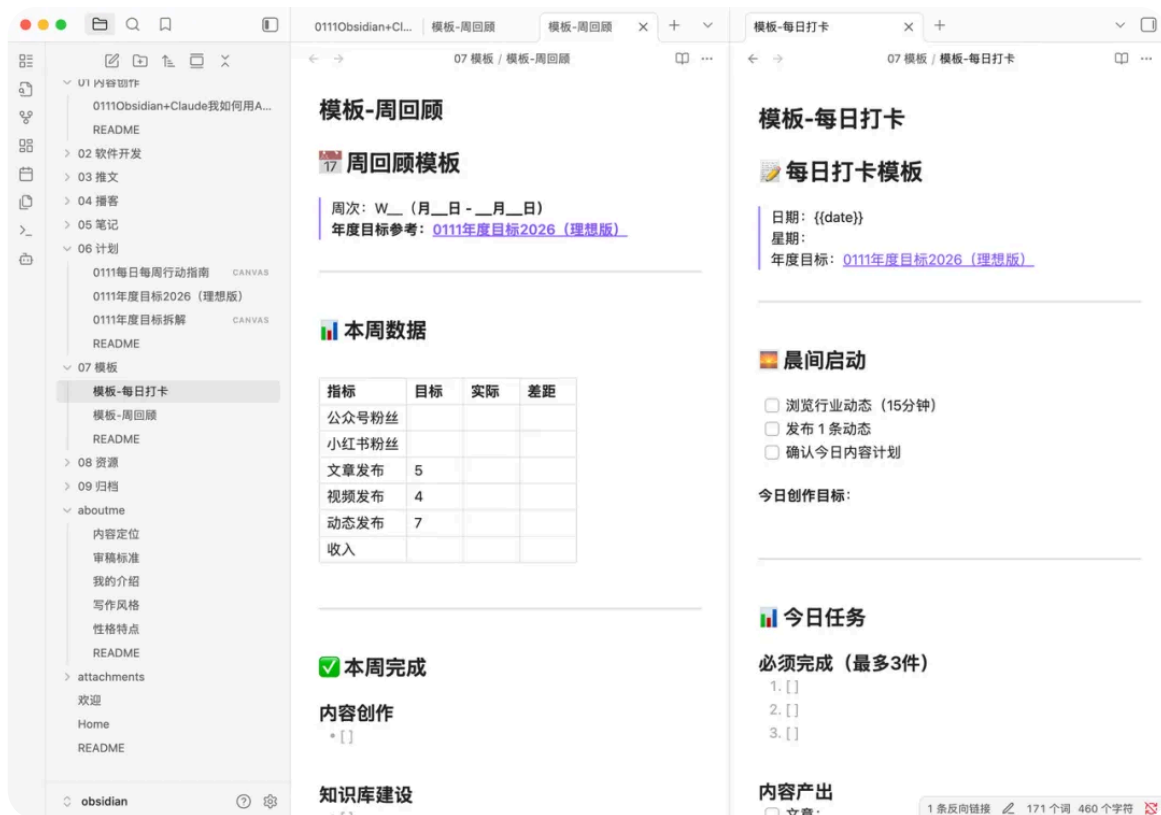 01 内容创作
0111Obsidian+Claude我如何用A...
README
02 软件开发
03 推文
04 播客
05 笔记
06 计划
0111每日每周行动指南 CANVAS
0111年度目标2026（理想版）
0111年度目标拆解 CANVAS
README
07 模板
模板-每日打卡
模板-周回顾
README
08 资源
09 归档
aboutme
内容定位
审稿标准
我的介绍
写作风格
性格特点
README
attachments
欢迎
Home
README
obsidian
0111Obsidian+Cl... 模板-周回顾 模板-周回顾
07 模板 / 模板-周回顾
模板-周回顾
17 周回顾模板
周次：W__（月__日 - __月__日）
年度目标参考：0111年度目标2026（理想版）
本周数据
指标 目标 实际 差距
公众号粉丝
小红书粉丝
文章发布 5
视频发布 4
动态发布 7
收入
本周完成
内容创作
• [ ]
知识库建设
模板-每日打卡
07 模板 / 模板-每日打卡
模板-每日打卡
每日打卡模板
日期：{{date}}
星期：
年度目标：0111年度目标2026（理想版）
晨间启动
浏览行业动态（15分钟）
发布 1 条动态
确认今日内容计划
今日创作目标：
今日任务
必须完成（最多3件）
1. [ ]
2. [ ]
3. [ ]
内容产出
文章：
1 条反向链接 171 个词 460 个字符